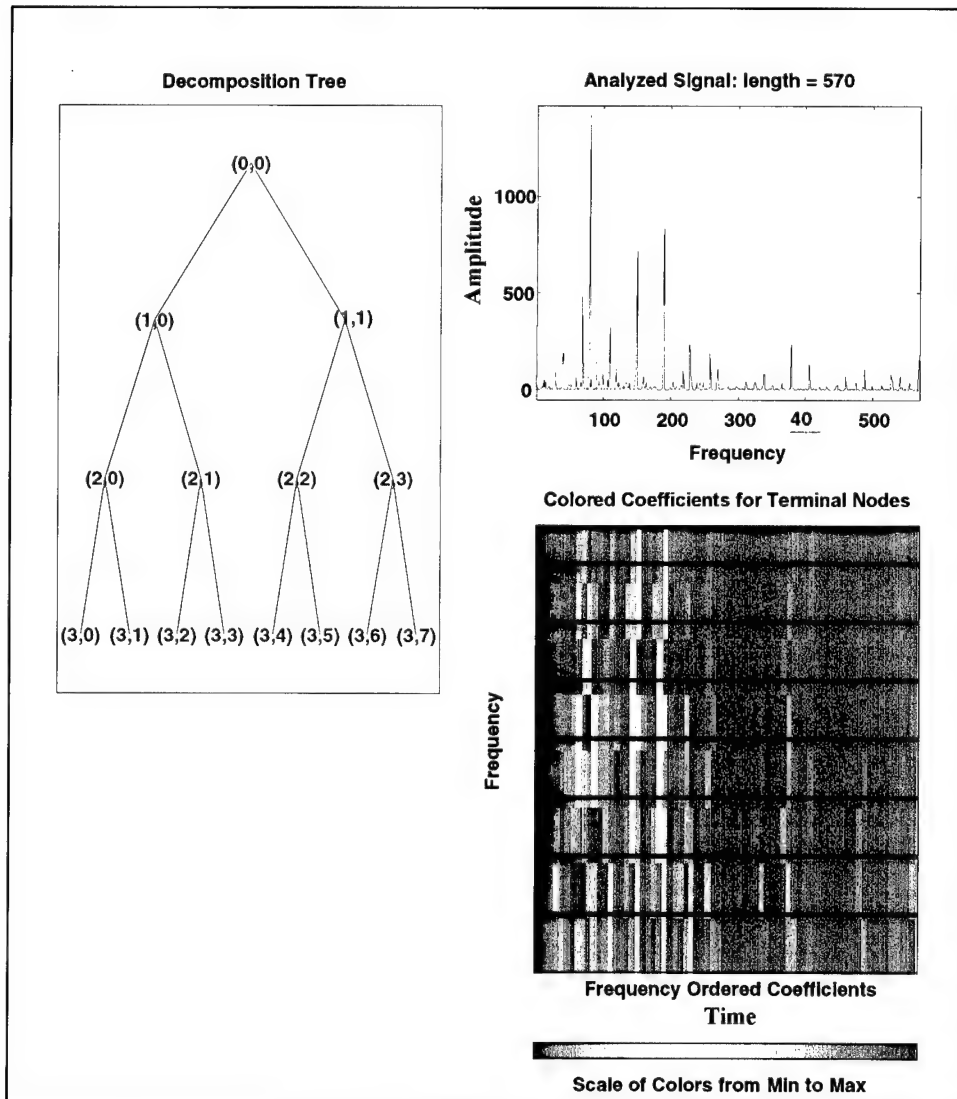 Decomposition Tree
(0,0)
(1,0) (1,1)
(2,0) (2,1) (2,2) (2,3)
(3,0) (3,1) (3,2) (3,3) (3,4) (3,5) (3,6) (3,7)
Analyzed Signal: length = 570
Amplitude
1000
500
0
100 200 300 40 500
Frequency
Colored Coefficients for Terminal Nodes
Frequency
Frequency Ordered Coefficients
Time
Scale of Colors from Min to Max